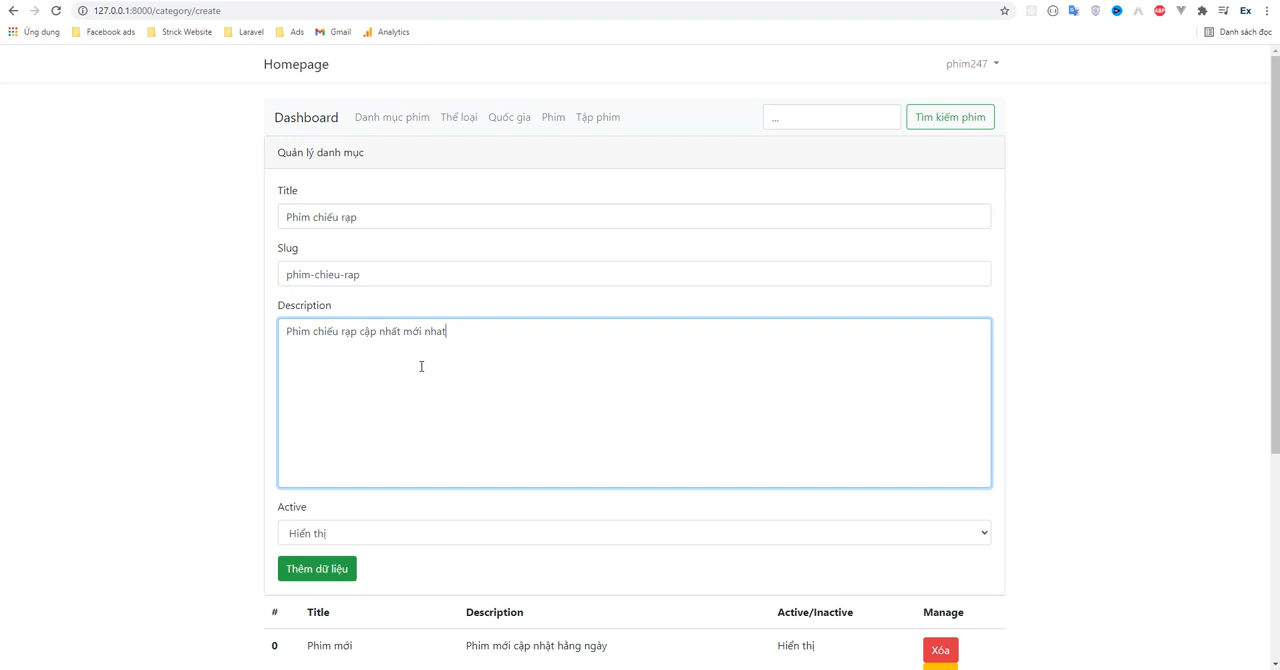 127.0.0.1:8000/category/create
ABP
Ex
Ứng dụng Facebook ads Strick Website Laravel Ads Gmail Analytics Danh sách đọc
Homepage phim247
Dashboard Danh mục phim Thể loại Quốc gia Phim Tập phim ... Tìm kiếm phim
Quản lý danh mục
Title
Phim chiếu rạp
Slug
phim-chieu-rap
Description
Phim chiếu rạp cập nhất mới nhat
Active
Hiển thị
Thêm dữ liệu
# Title Description Active/Inactive Manage
0 Phim mới Phim mới cập nhật hằng ngày Hiển thị Xóa